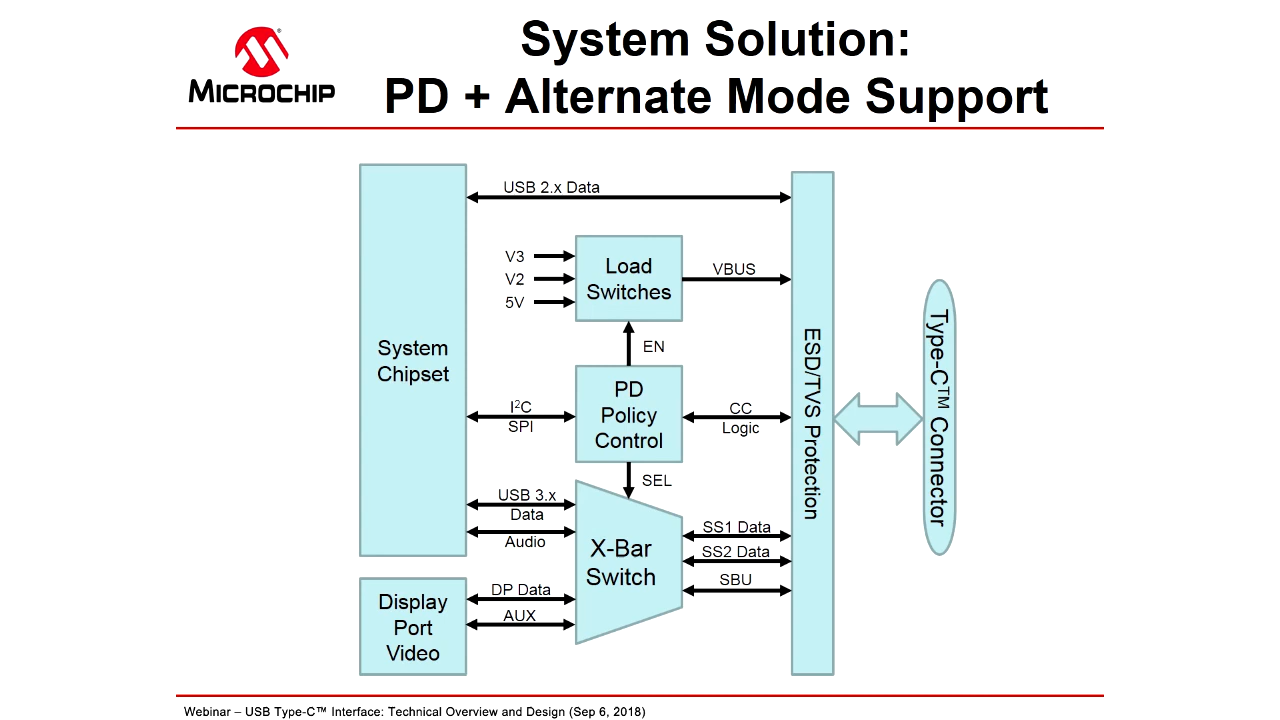 MICROCHIP
System Solution:
PD + Alternate Mode Support
System
Chipset
USB 2.x Data
V3
V2
5V
Load
Switches
VBUS
EN
I²C
SPI
PD
Policy
Control
CC
Logic
SEL
USB 3.x
Data
Audio
X-Bar
Switch
SS1 Data
SS2 Data
SBU
Display
Port
Video
DP Data
AUX
ESD/TVS Protection
Type-C™ Connector
Webinar – USB Type-C™ Interface: Technical Overview and Design (Sep 6, 2018)